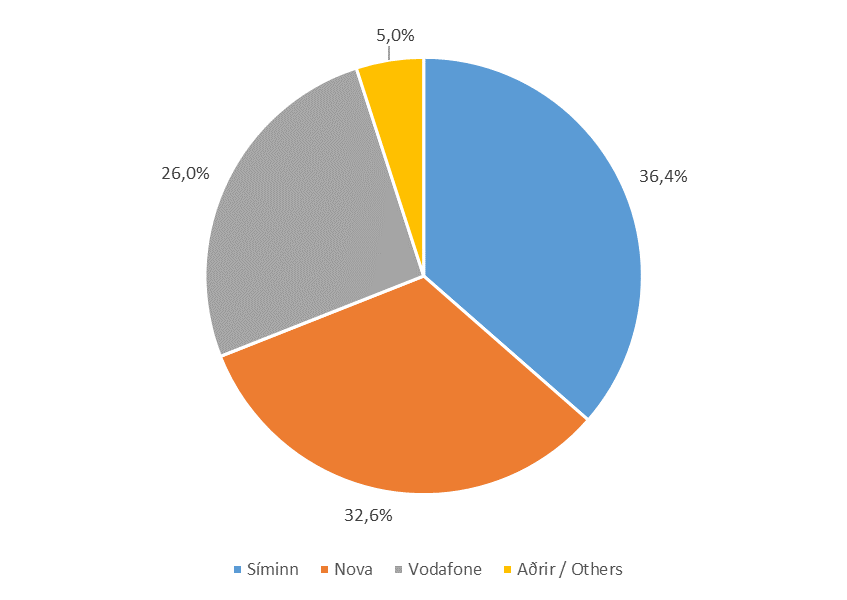 5,0%
26,0%
36,4%
32,6%
Síminn Nova Vodafone Aðrir / Others